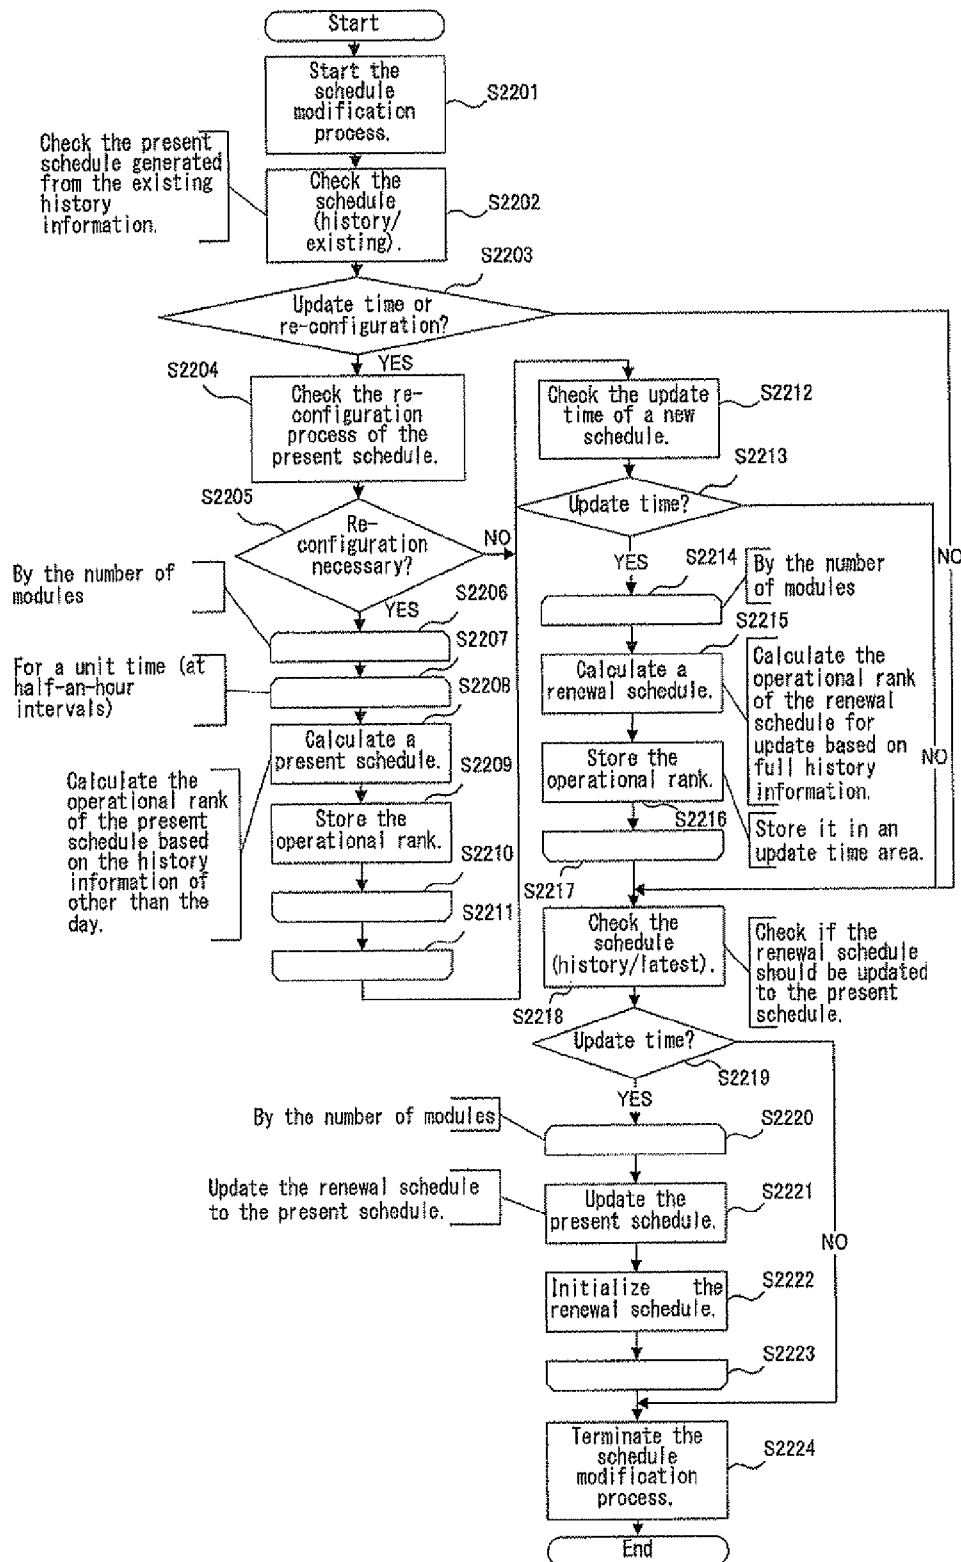 Start
Start the
schedule
modification
process.
S2201
Check the present
schedule generated
from the existing
history
information.
Check the
schedule
(history/
existing).
S2202
S2203
Update time or
re-configuration?
YES
NO
S2204
Check the re-
configuration
process of the
present schedule.
S2205
Re-
configuration
necessary?
NO
YES
By the number of
modules
S2206
S2207
For a unit time (at
half-an-hour
intervals)
S2208
Calculate a
present schedule.
S2209
Calculate the
operational rank
of the present
schedule based
on the history
information of
other than the
day.
Store the
operational rank.
S2210
S2211
Check the update
time of a new
schedule.
S2212
S2213
Update time?
YES
NO
S2214
By the number
of modules
S2215
Calculate a
renewal schedule.
Calculate the
operational rank
of the renewal
schedule for
update based on
full history
information.
Store the
operational rank.
S2216
Store it in an
update time area.
S2217
Check the
schedule
(history/latest).
Check if the
renewal schedule
should be updated
to the present
schedule.
S2218
Update time?
S2219
YES
NO
By the number of modules
S2220
Update the renewal schedule
to the present schedule.
Update the
present schedule.
S2221
Initialize the
renewal schedule.
S2222
S2223
Terminate the
schedule
modification
process.
S2224
End